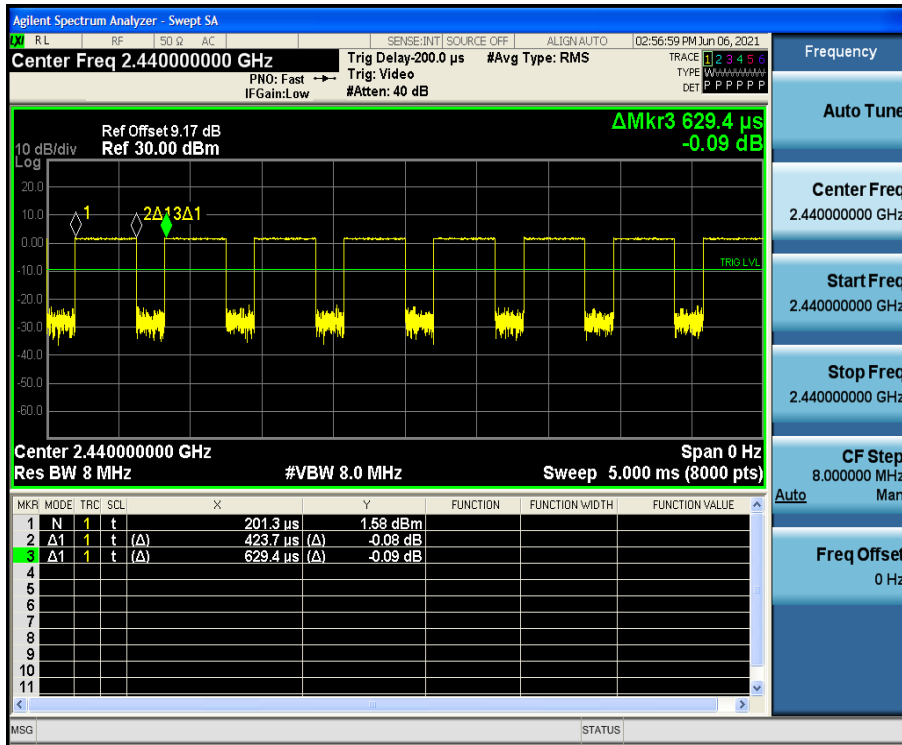 Agilent Spectrum Analyzer - Swept SA
LXI RL RF 50 Ω AC SENSE:INT SOURCE OFF ALIGN AUTO 02:56:59 PM Jun 06, 2021
Center Freq 2.440000000 GHz
PNO: Fast
IFGain:Low
Trig Delay-200.0 µs
Trig: Video
#Atten: 40 dB
#Avg Type: RMS
TRACE 1 2 3 4 5 6
TYPE WWWWWW
DET P P P P P P
Frequency
Auto Tune
Center Freq
2.440000000 GHz
Start Freq
2.440000000 GHz
Stop Freq
2.440000000 GHz
CF Step
8.000000 MHz
Auto Man
Freq Offset
0 Hz
ΔMkr3 629.4 µs
-0.09 dB
Ref Offset 9.17 dB
10 dB/div Ref 30.00 dBm
Log
20.0
10.0
0.00
-10.0
-20.0
-30.0
-40.0
-50.0
-60.0
1
2Δ1 3Δ1
TRIG LVL
Center 2.440000000 GHz Span 0 Hz
Res BW 8 MHz #VBW 8.0 MHz Sweep 5.000 ms (8000 pts)
MKR MODE TRC SCL X Y FUNCTION FUNCTION WIDTH FUNCTION VALUE
1 N 1 t 201.3 µs 1.58 dBm
2 Δ1 1 t (Δ) 423.7 µs (Δ) -0.08 dB
3 Δ1 1 t (Δ) 629.4 µs (Δ) -0.09 dB
4
5
6
7
8
9
10
11
MSG STATUS